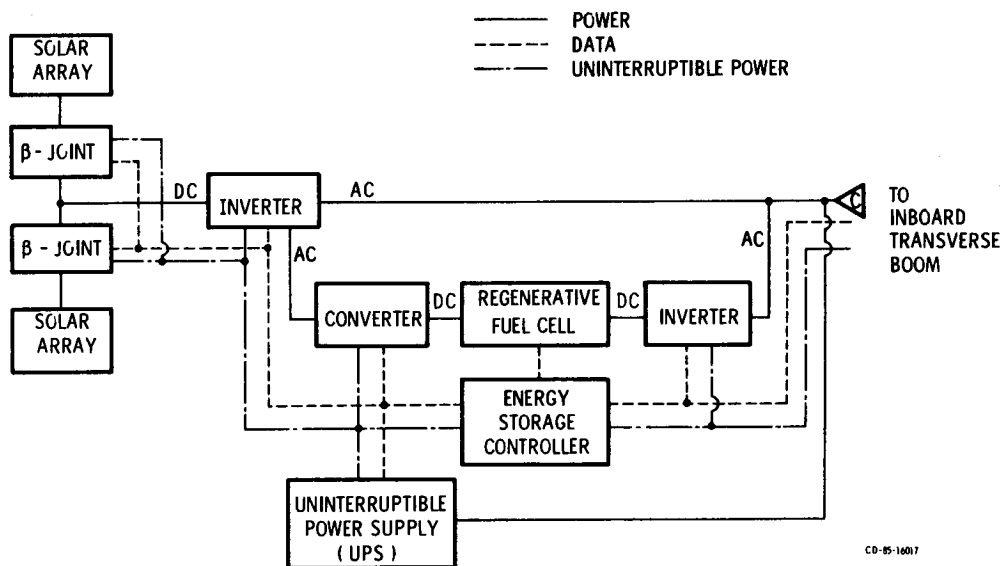 POWER
DATA
UNINTERRUPTIBLE POWER
SOLAR
ARRAY
β - JOINT
DC
INVERTER
AC
C
TO
INBOARD
TRANSVERSE
BOOM
β - JOINT
AC
AC
SOLAR
ARRAY
CONVERTER
DC
REGENERATIVE
FUEL CELL
DC
INVERTER
ENERGY
STORAGE
CONTROLLER
UNINTERRUPTIBLE
POWER SUPPLY
( UPS )
CD-85-16017